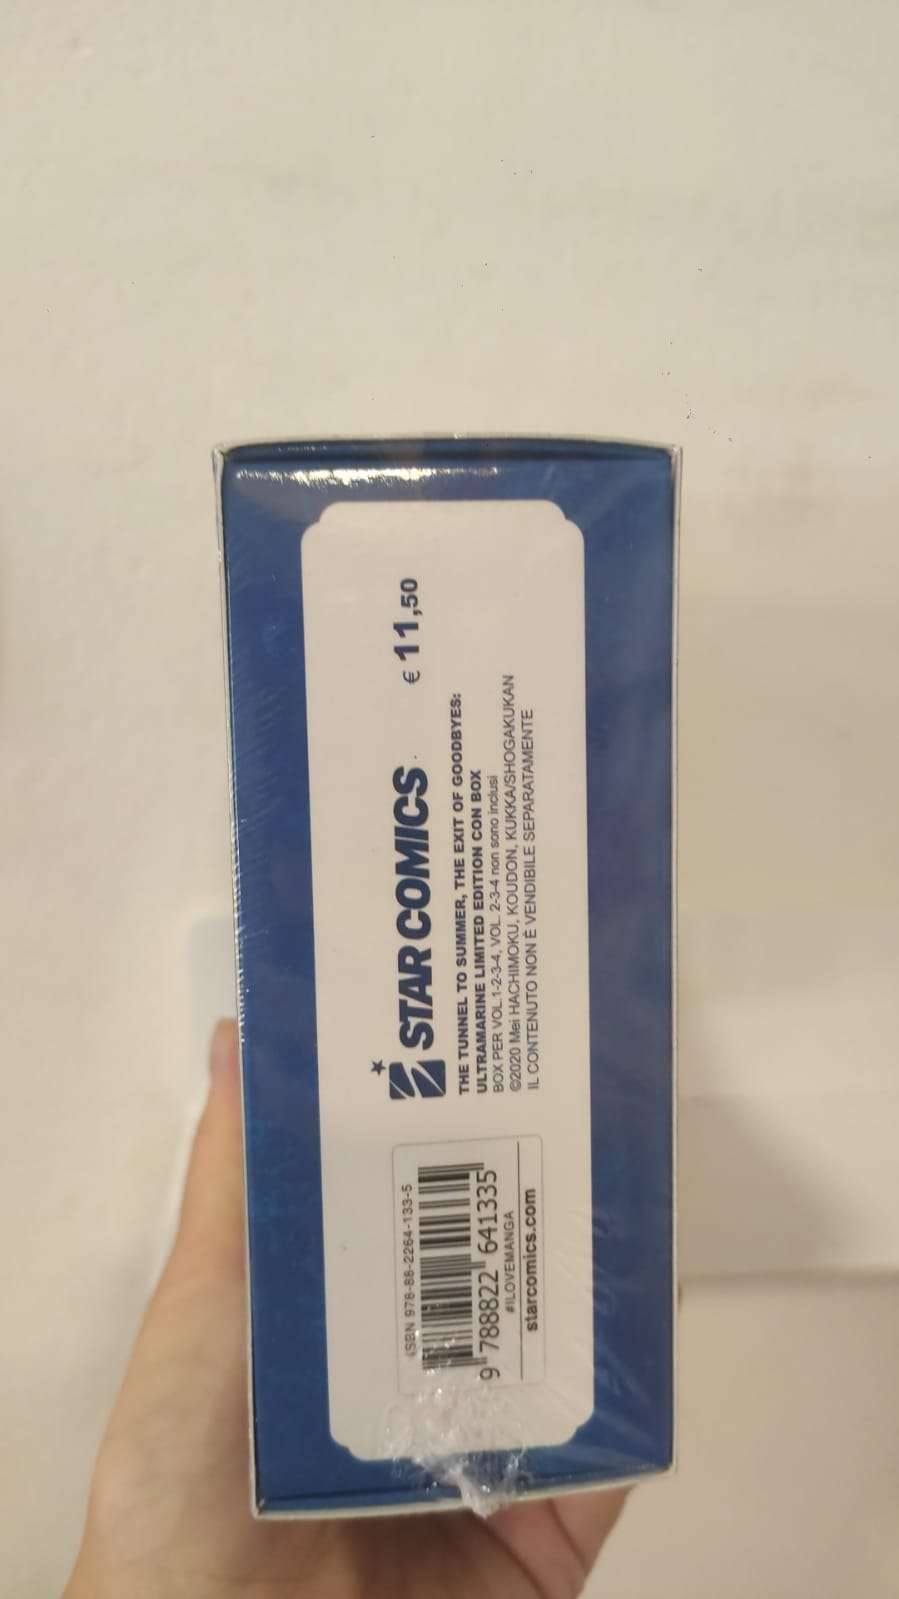 STAR COMICS € 11,50
THE TUNNEL TO SUMMER, THE EXIT OF GOODBYES:
ULTRAMARINE LIMITED EDITION CON BOX
BOX PER VOL.1-2-3-4, VOL. 2-3-4 non sono inclusi
©2020 Mei HACHIMOKU, KOUDON, KUKKA/SHOGAKUKAN
IL CONTENUTO NON È VENDIBILE SEPARATAMENTE
ISBN 978-88-2264-133-5
9 788822 641335
#ILOVEMANGA
starcomics.com